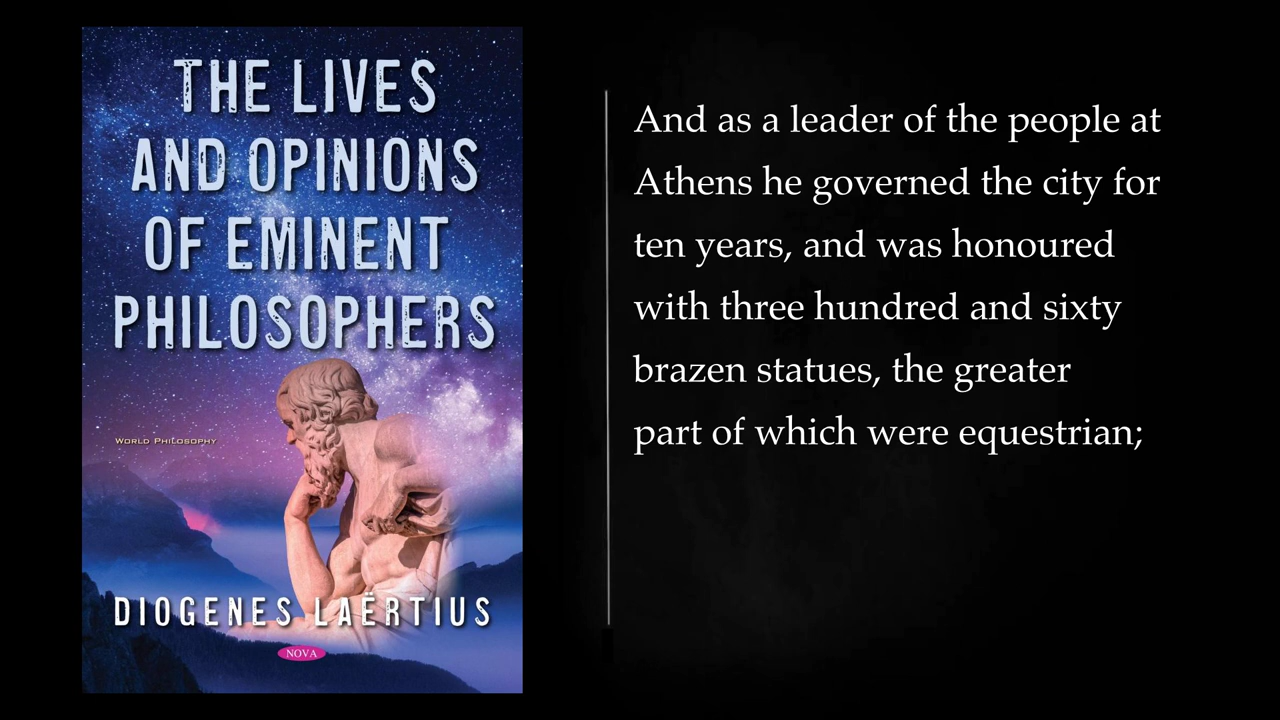 THE LIVES
AND OPINIONS
OF EMINENT
PHILOSOPHERS
WORLD PHILOSOPHY
DIOGENES LAËRTIUS
NOVA
And as a leader of the people at
Athens he governed the city for
ten years, and was honoured
with three hundred and sixty
brazen statues, the greater
part of which were equestrian;